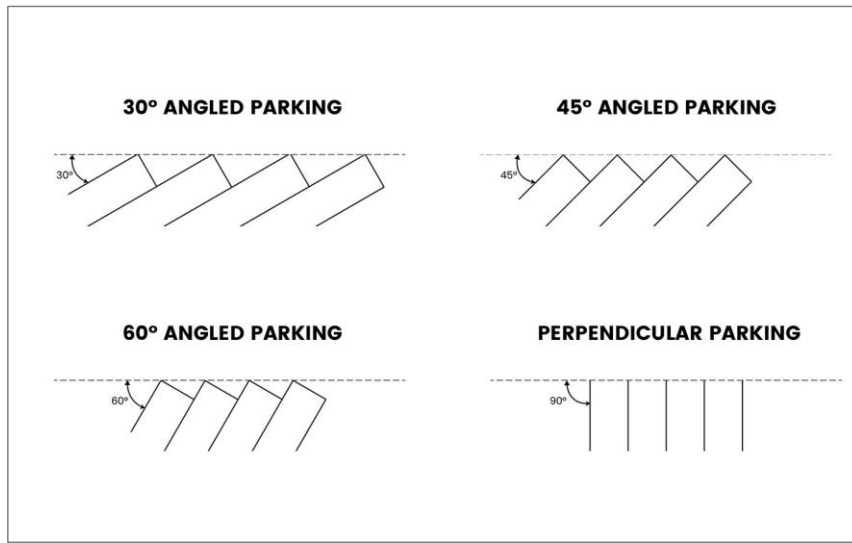 30º ANGLED PARKING
30º
45º ANGLED PARKING
45º
60º ANGLED PARKING
60º
PERPENDICULAR PARKING
90º